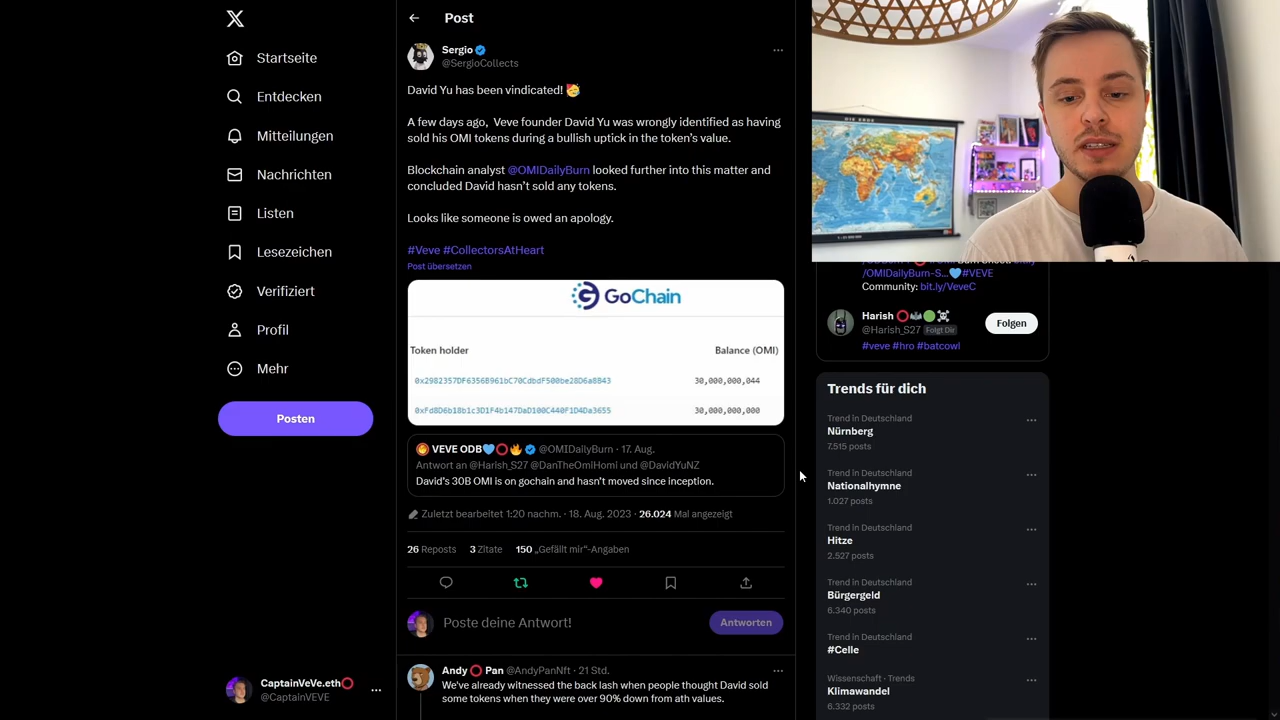 Startseite
Entdecken
Mitteilungen
Nachrichten
Listen
Lesezeichen
Verifiziert
Profil
Mehr
Posten
CaptainVeVe.eth
@CaptainVEVE
Post
Sergio
@SergioCollects
David Yu has been vindicated!
A few days ago, Veve founder David Yu was wrongly identified as having
sold his OMI tokens during a bullish uptick in the token's value.
Blockchain analyst @OMIDailyBurn looked further into this matter and
concluded David hasn't sold any tokens.
Looks like someone is owed an apology.
#Veve #CollectorsAtHeart
Post übersetzen
GoChain
Token holder Balance (OMI)
0x2982357DF6356B961bC70CdbdF500be28D6a8B43 30,000,000,044
0xFd8D6b18b1c3D1F4b147DaD100C440F1D4Da3655 30,000,000,000
VEVE ODB @OMIDailyBurn · 17. Aug.
Antwort an @Harish_S27 @DanTheOmiHomi und @DavidYuNZ
David's 30B OMI is on gochain and hasn't moved since inception.
Zuletzt bearbeitet 1:20 nachm. · 18. Aug. 2023 · 26.024 Mal angezeigt
26 Reposts 3 Zitate 150 „Gefällt mir"-Angaben
Poste deine Antwort!
Antworten
Andy Pan @AndyPanNft · 21 Std.
We've already witnessed the back lash when people thought David sold
some tokens when they were over 90% down from ath values.
/OMIDailyBurn-S... #VEVE
Community: bit.ly/VeveC
Harish
@Harish_S27 Folgt Dir
Folgen
#veve #hro #batcowl
Trends für dich
Trend in Deutschland
Nürnberg
7.515 posts
Trend in Deutschland
Nationalhymne
1.027 posts
Trend in Deutschland
Hitze
2.527 posts
Trend in Deutschland
Bürgergeld
6.340 posts
Trend in Deutschland
#Celle
Wissenschaft · Trends
Klimawandel
6.332 posts